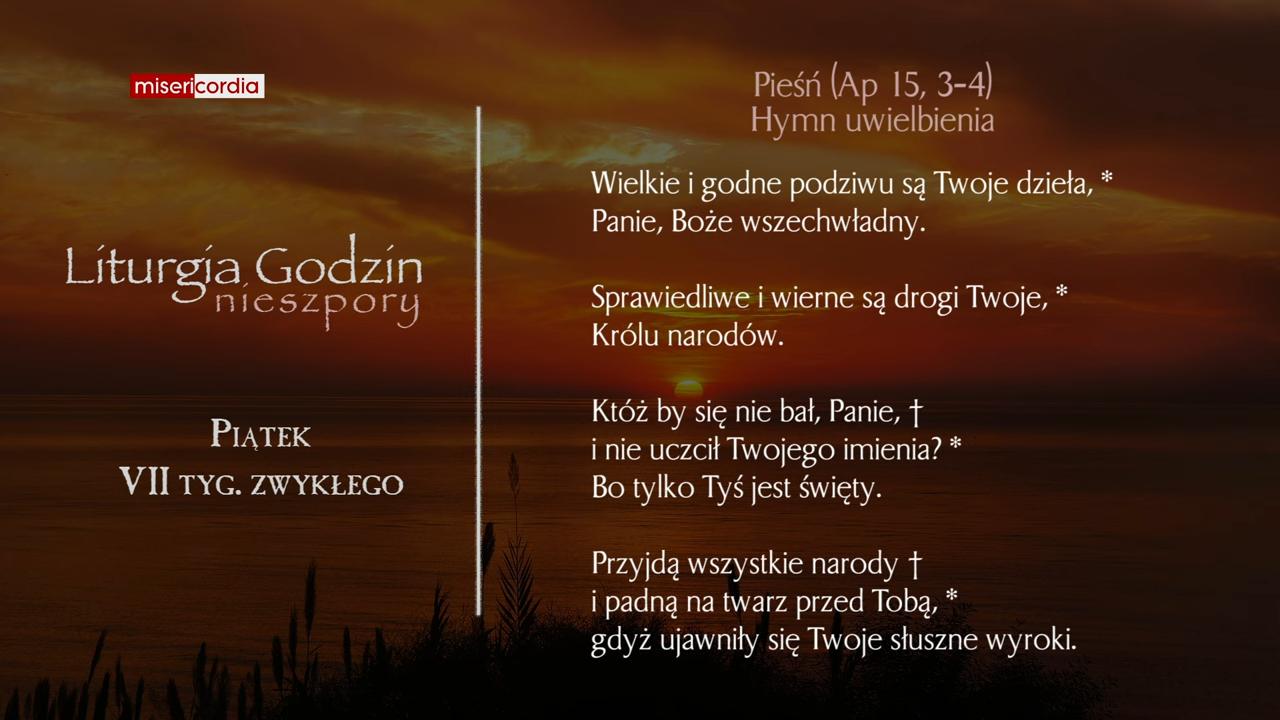 misericordia
Liturgia Godzin
nieszpory
Piątek
VII tyg. zwykłego
Pieśń (Ap 15, 3-4)
Hymn uwielbienia
Wielkie i godne podziwu są Twoje dzieła, *
Panie, Boże wszechwładny.
Sprawiedliwe i wierne są drogi Twoje, *
Królu narodów.
Któż by się nie bał, Panie, †
i nie uczcił Twojego imienia? *
Bo tylko Tyś jest święty.
Przyjdą wszystkie narody †
i padną na twarz przed Tobą, *
gdyż ujawniły się Twoje słuszne wyroki.